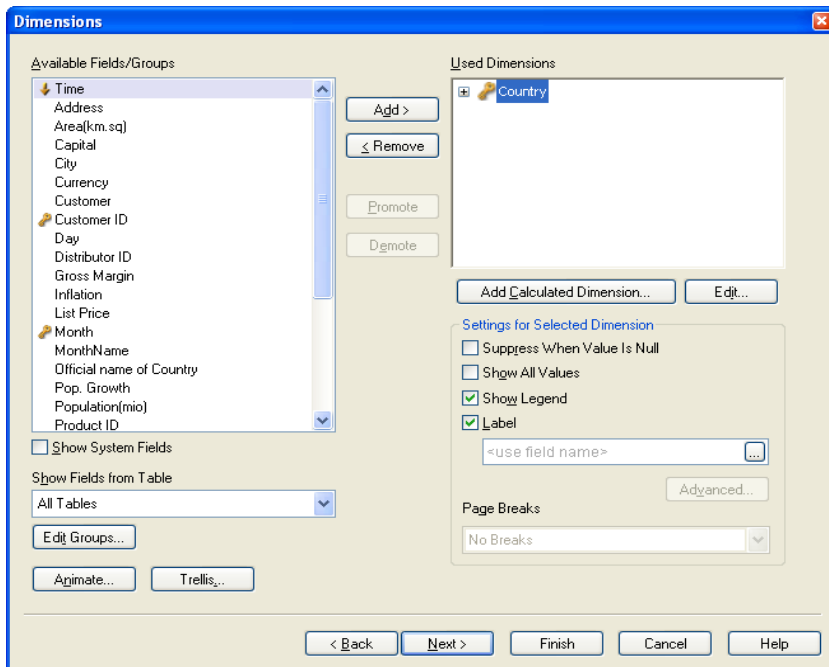 Dimensions
Available Fields/Groups
Time
Address
Area(km.sq)
Capital
City
Currency
Customer
Customer ID
Day
Distributor ID
Gross Margin
Inflation
List Price
Month
MonthName
Official name of Country
Pop. Growth
Population(mio)
Product ID
Show System Fields
Show Fields from Table
All Tables
Edit Groups...
Animate...
Trellis...
Add >
< Remove
Promote
Demote
Used Dimensions
Country
Add Calculated Dimension...
Edit...
Settings for Selected Dimension
Suppress When Value Is Null
Show All Values
Show Legend
Label
<use field name>
...
Advanced...
Page Breaks
No Breaks
< Back
Next >
Finish
Cancel
Help